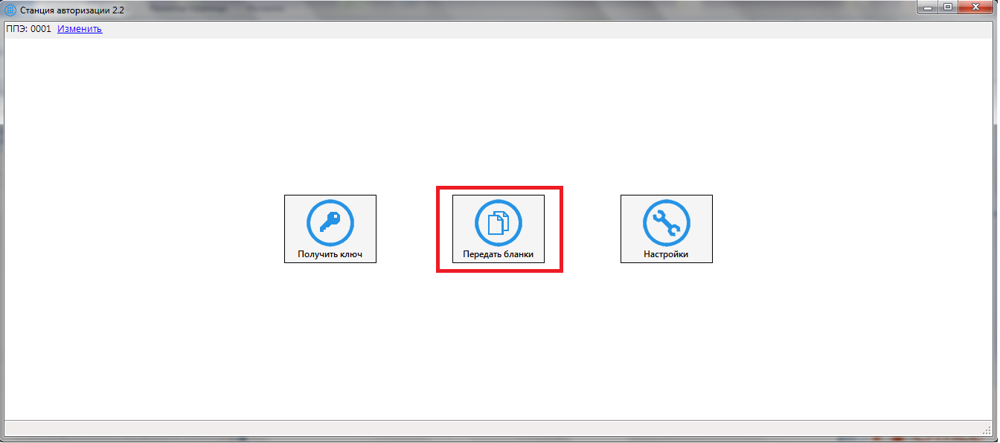 Станция авторизации 2.2
ППЭ: 0001 Изменить
Получить ключ
Передать бланки
Настройки